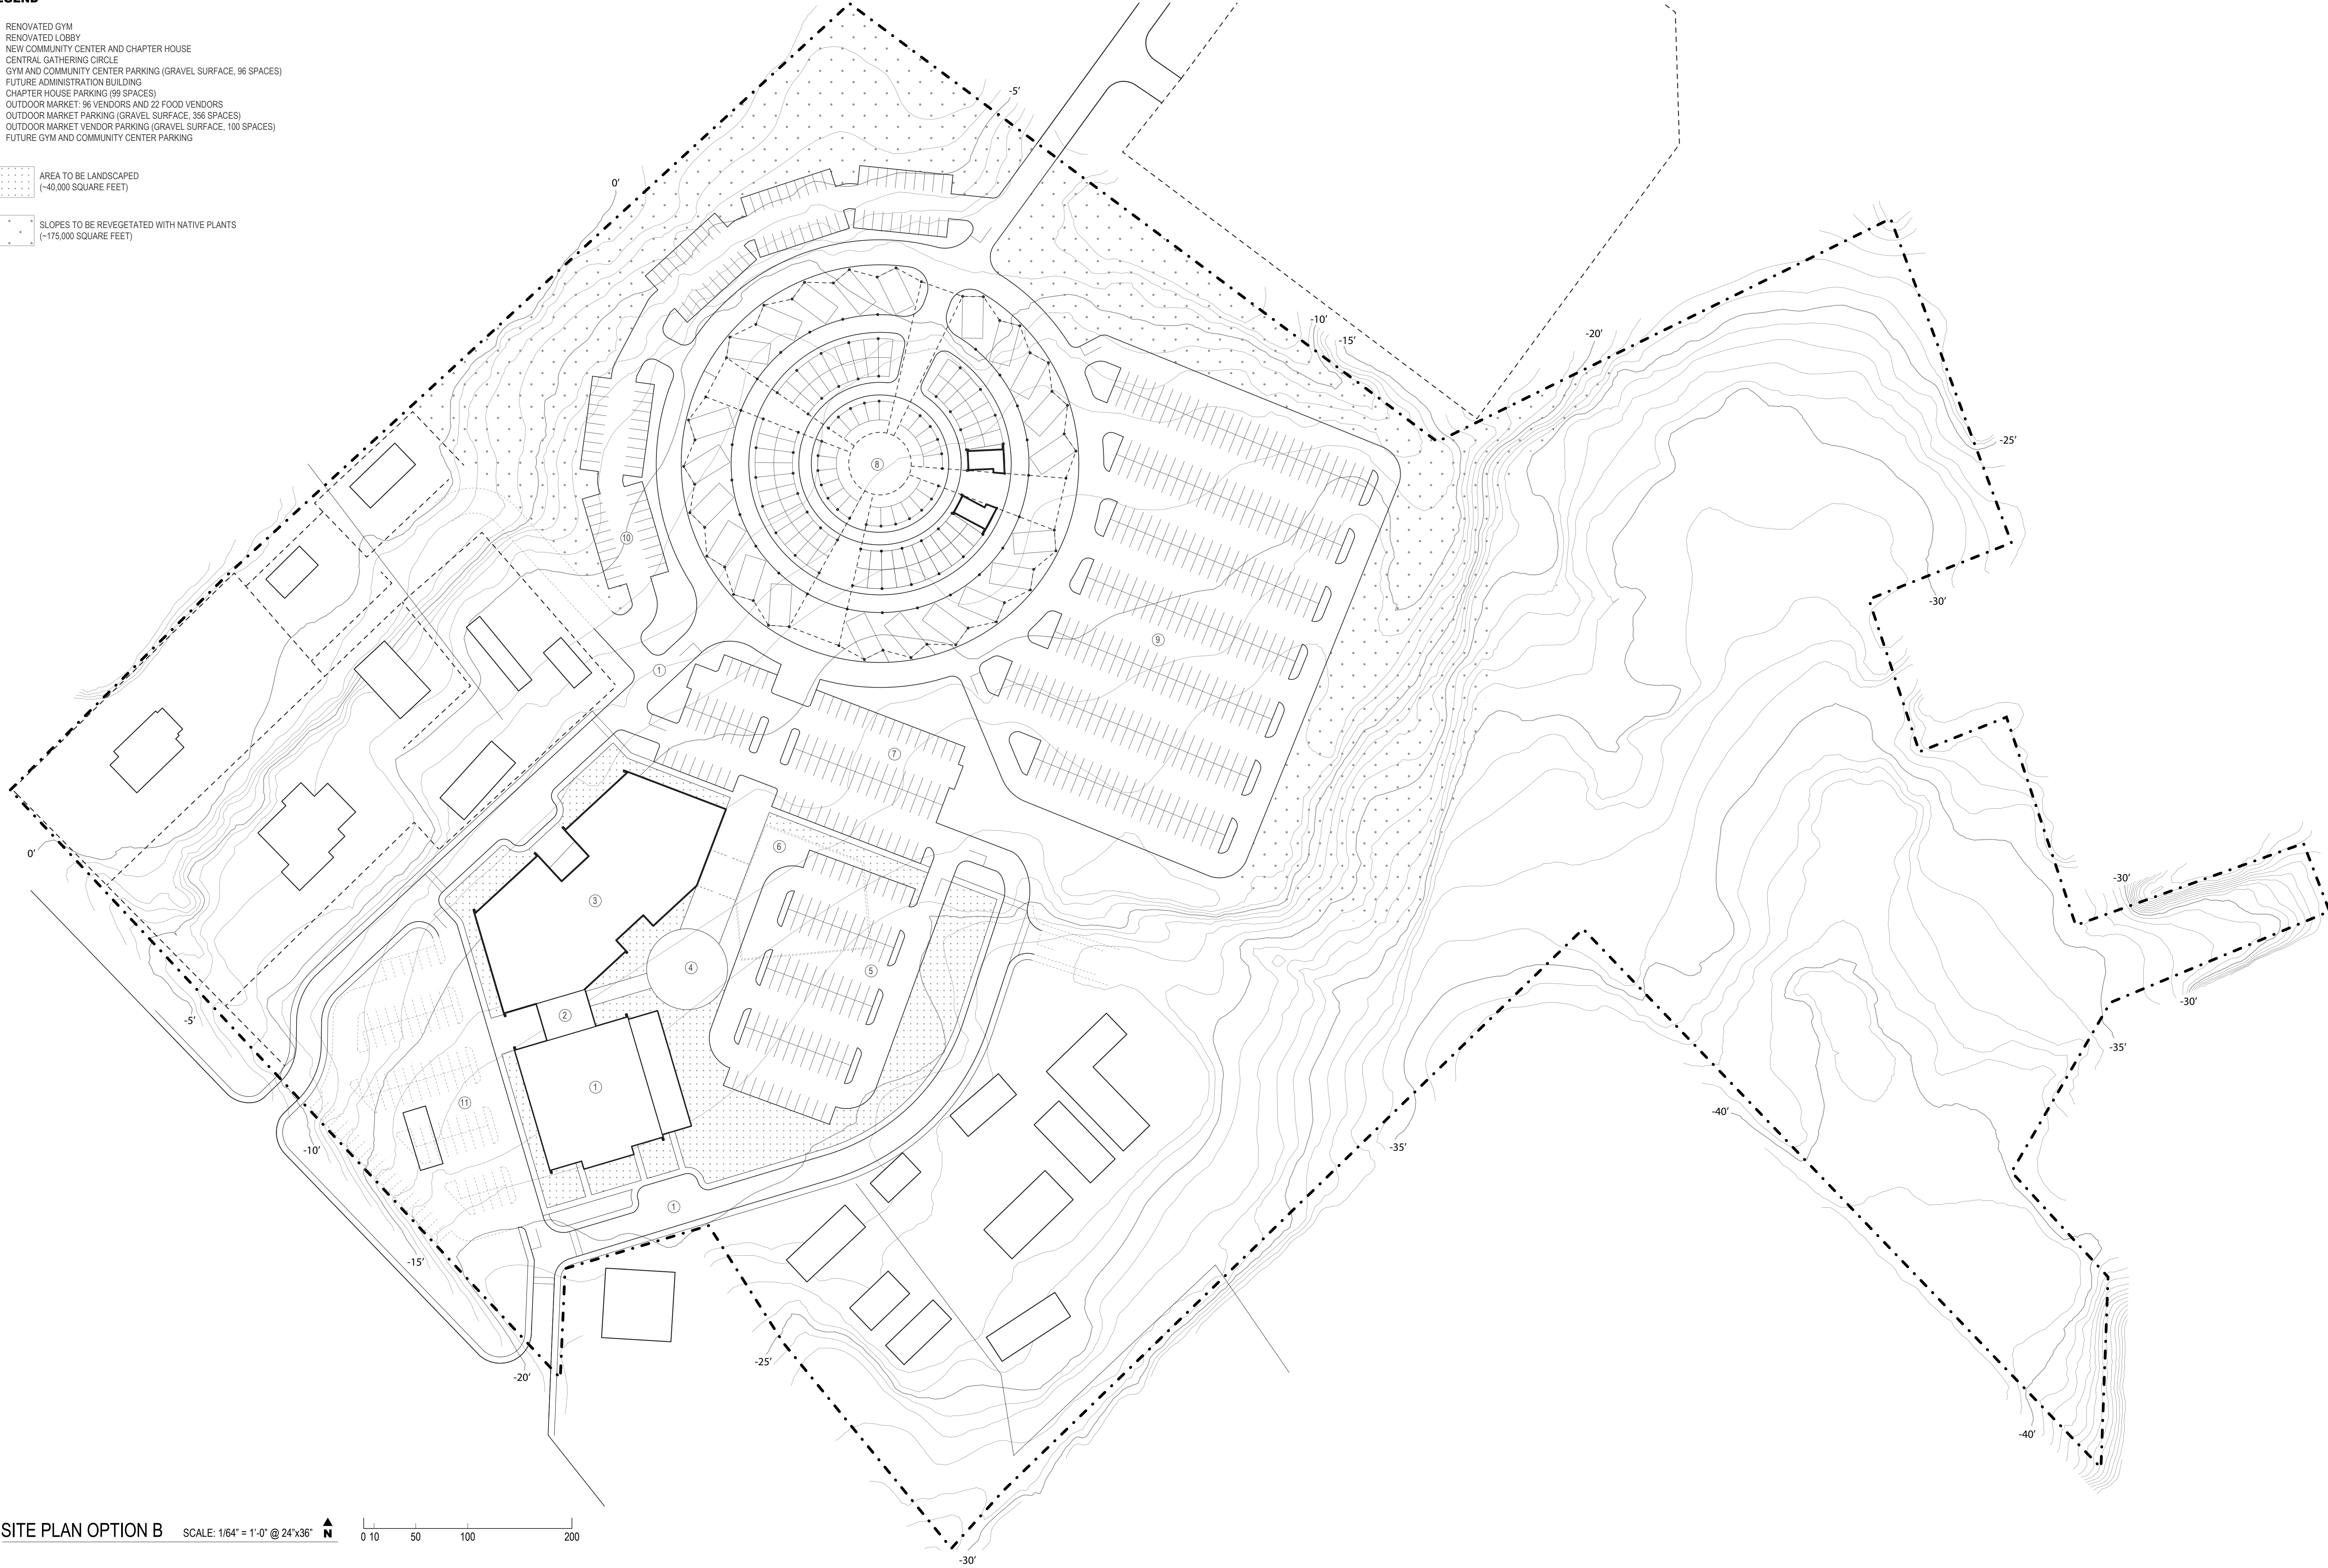 RENOVATED GYM
RENOVATED LOBBY
NEW COMMUNITY CENTER AND CHAPTER HOUSE
CENTRAL GATHERING CIRCLE
GYM AND COMMUNITY CENTER PARKING (GRAVEL SURFACE, 96 SPACES)
FUTURE ADMINISTRATION BUILDING
CHAPTER HOUSE PARKING (99 SPACES)
OUTDOOR MARKET: 96 VENDORS AND 22 FOOD VENDORS
OUTDOOR MARKET PARKING (GRAVEL SURFACE, 356 SPACES)
OUTDOOR MARKET VENDOR PARKING (GRAVEL SURFACE, 100 SPACES)
FUTURE GYM AND COMMUNITY CENTER PARKING
AREA TO BE LANDSCAPED
(~40,000 SQUARE FEET)
SLOPES TO BE REVEGETATED WITH NATIVE PLANTS
(~175,000 SQUARE FEET)
-5'
0'
-10'
-15'
-20'
-25'
8
10
-30'
9
1
7
6
0'
3
-30'
4
5
-30'
2
-5'
-35'
1
11
-40'
-10'
-35'
1
-15'
-25'
-20'
-40'
-30'
SITE PLAN OPTION B
SCALE: 1/64" = 1'-0" @ 24"x36"
N
0 10 50 100 200